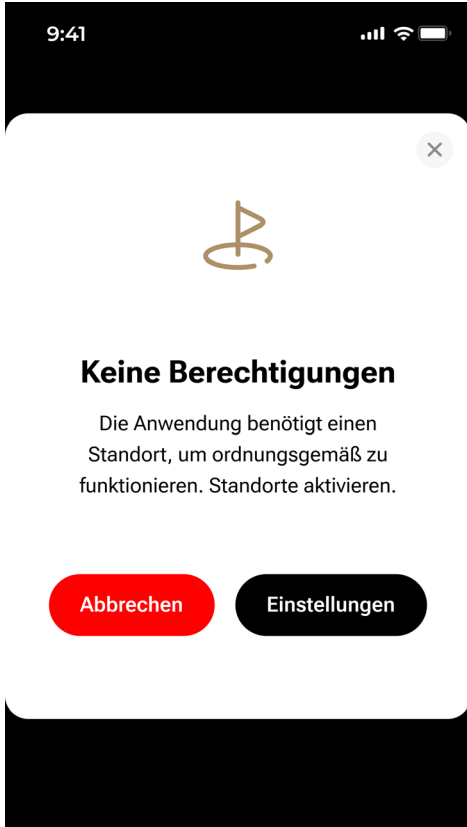 9:41
Keine Berechtigungen
Die Anwendung benötigt einen
Standort, um ordnungsgemäß zu
funktionieren. Standorte aktivieren.
Abbrechen
Einstellungen